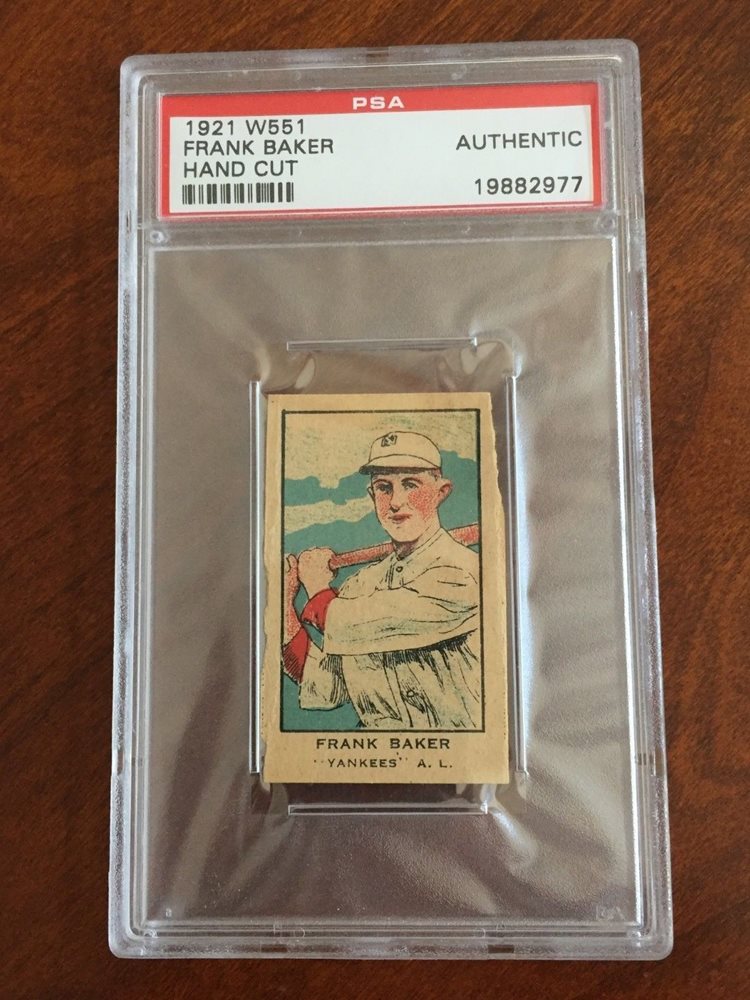 PSA
1921 W551
FRANK BAKER
HAND CUT
AUTHENTIC
19882977
FRANK BAKER
"YANKEES" A. L.